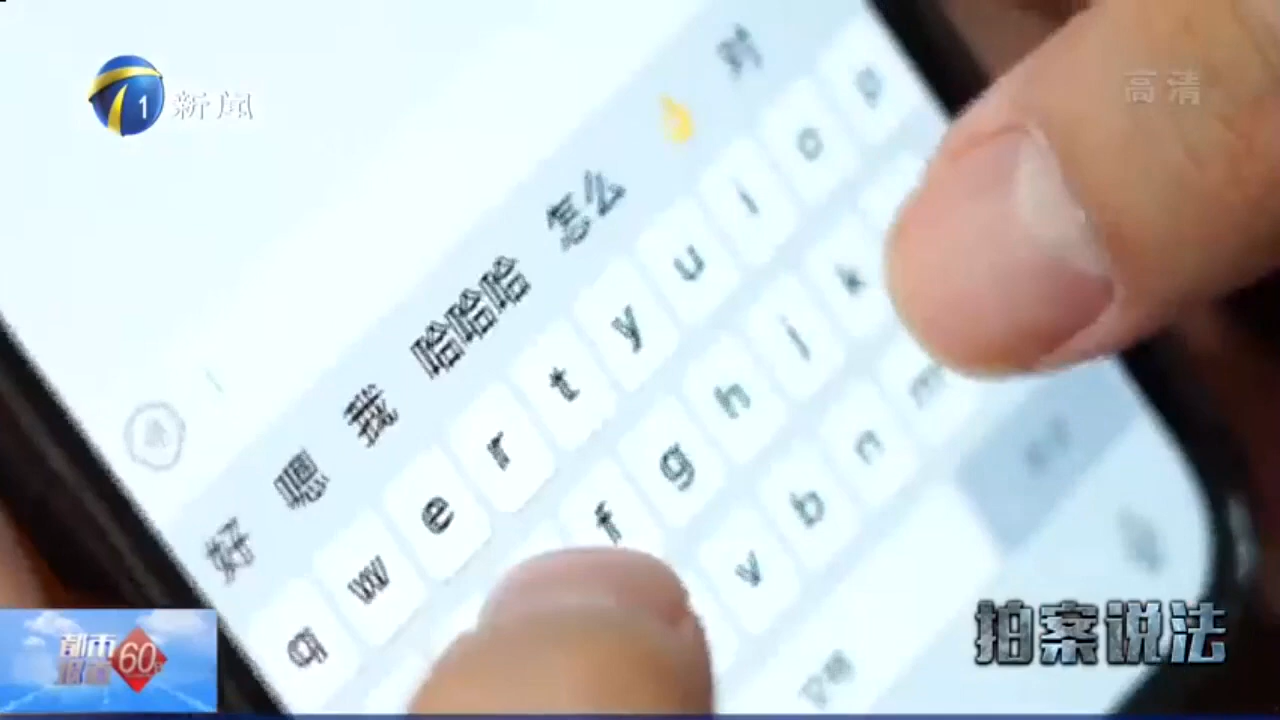 1 新闻
高清
好 嗯 我 哈哈哈 怎么 👌 对
q w e r t y u i o p
f g h j k
v b n m
都市报道60分
拍案说法